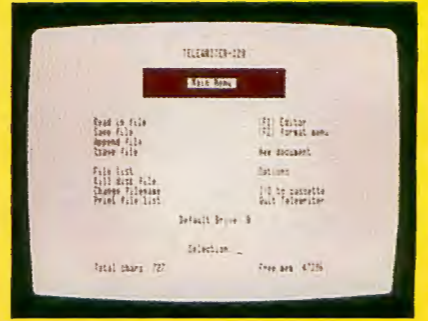 TELEWRITER-128
Main Menu
Read in file
Save file
Append file
file
File list
Kill disk file
Change Filename
Print file list
(F1) Editor
(F2) Format menu
New document
Options
I/O to cassette
Quit Telewriter
Default Drive 0
Selection: _
Total chars 727
Free mem